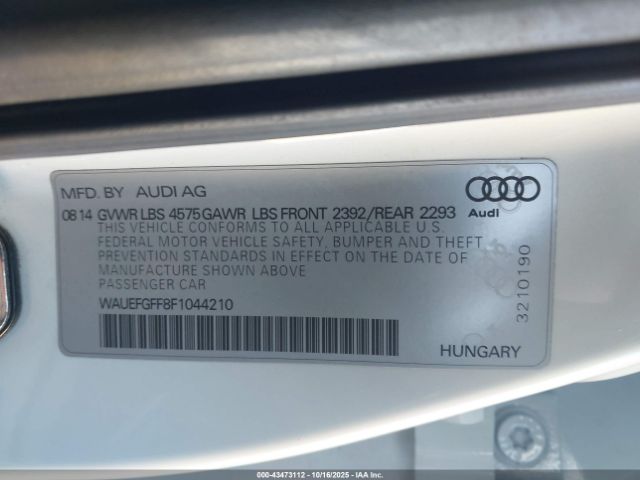 MFD. BY AUDI AG
Audi
08 14 GVWR LBS 4575 GAWR LBS FRONT 2392/REAR 2293
THIS VEHICLE CONFORMS TO ALL APPLICABLE U.S.
FEDERAL MOTOR VEHICLE SAFETY, BUMPER AND THEFT
PREVENTION STANDARDS IN EFFECT ON THE DATE OF
MANUFACTURE SHOWN ABOVE
PASSENGER CAR
WAUEFGFF8F1044210
3210190
HUNGARY
000-43473112 - 10/16/2025 - IAA Inc.